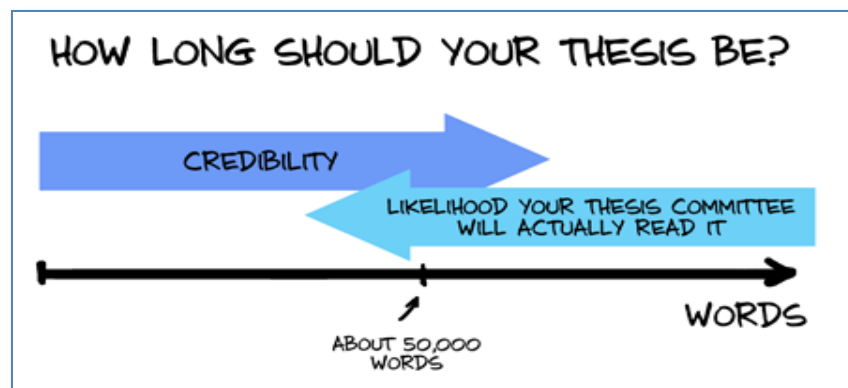 HOW LONG SHOULD YOUR THESIS BE?
CREDIBILITY
LIKELIHOOD YOUR THESIS COMMITTEE
WILL ACTUALLY READ IT
WORDS
ABOUT 50,000
WORDS